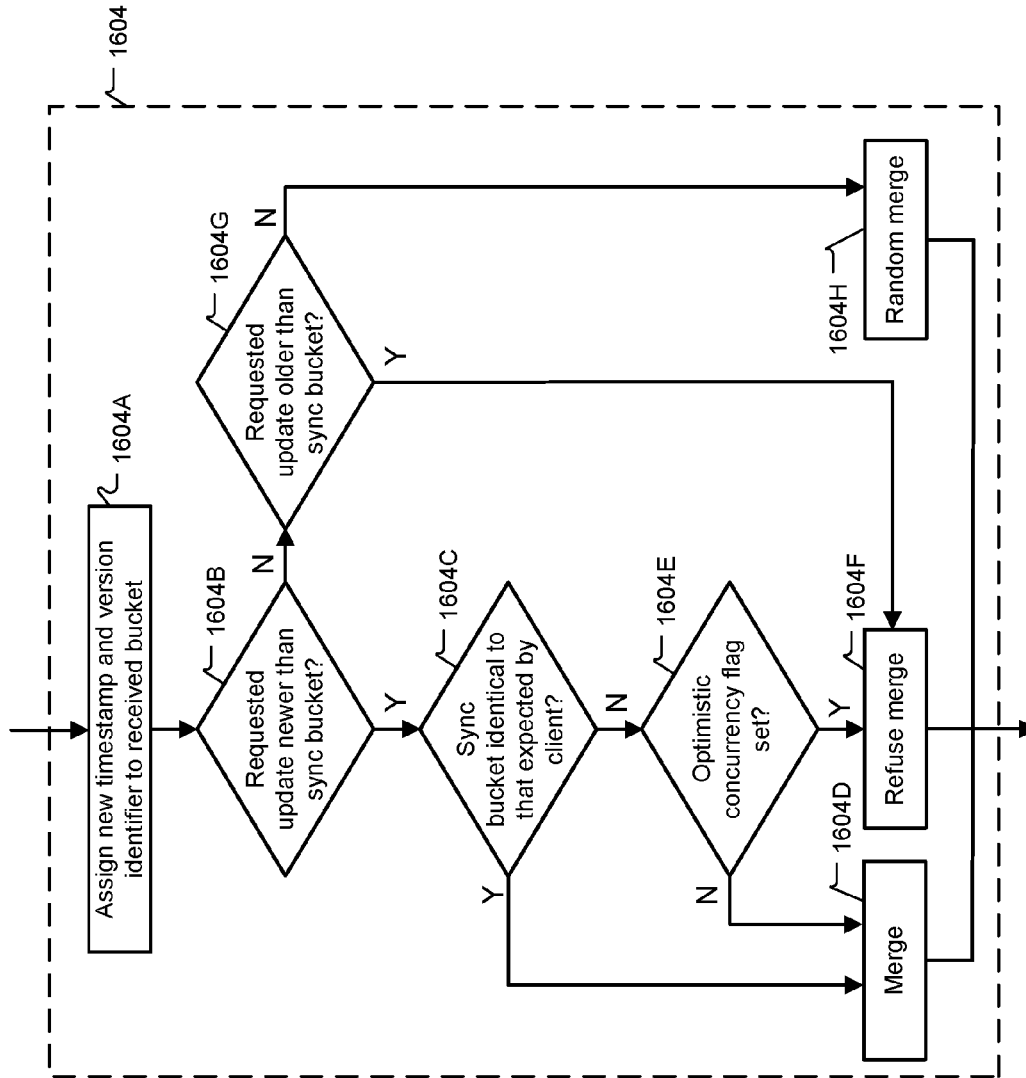 1604
Assign new timestamp and version
identifier to received bucket
1604A
Requested
update newer than
sync bucket?
1604B
N
Y
Requested
update older than
sync bucket?
1604G
N
Y
Sync
bucket identical to
that expected by
client?
1604C
Y
N
Optimistic
concurrency flag
set?
1604E
N
Y
Merge
1604D
Refuse merge
1604F
Random merge
1604H